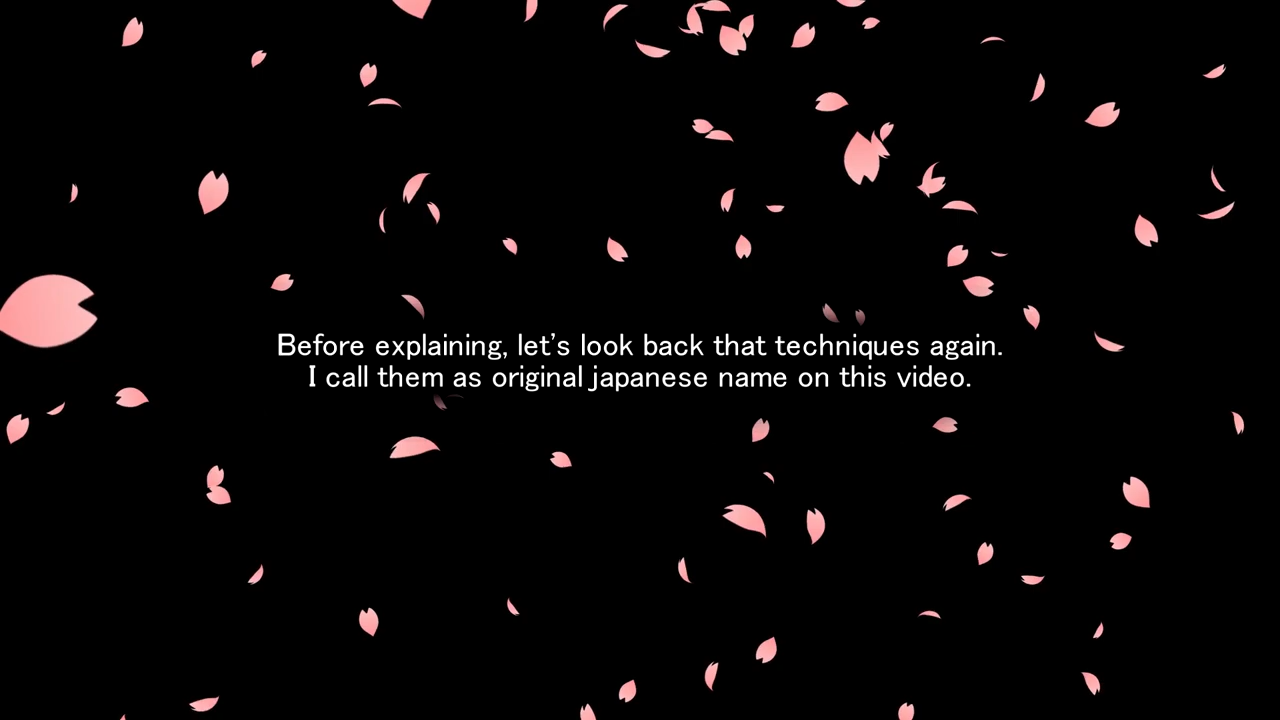 Before explaining, let's look back that techniques again.
I call them as original japanese name on this video.